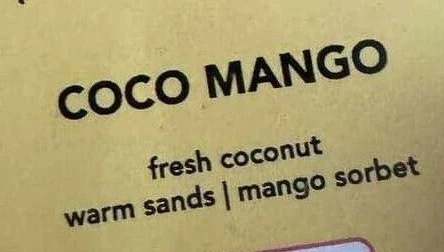 COCO MANGO
fresh coconut
warm sands | mango sorbet